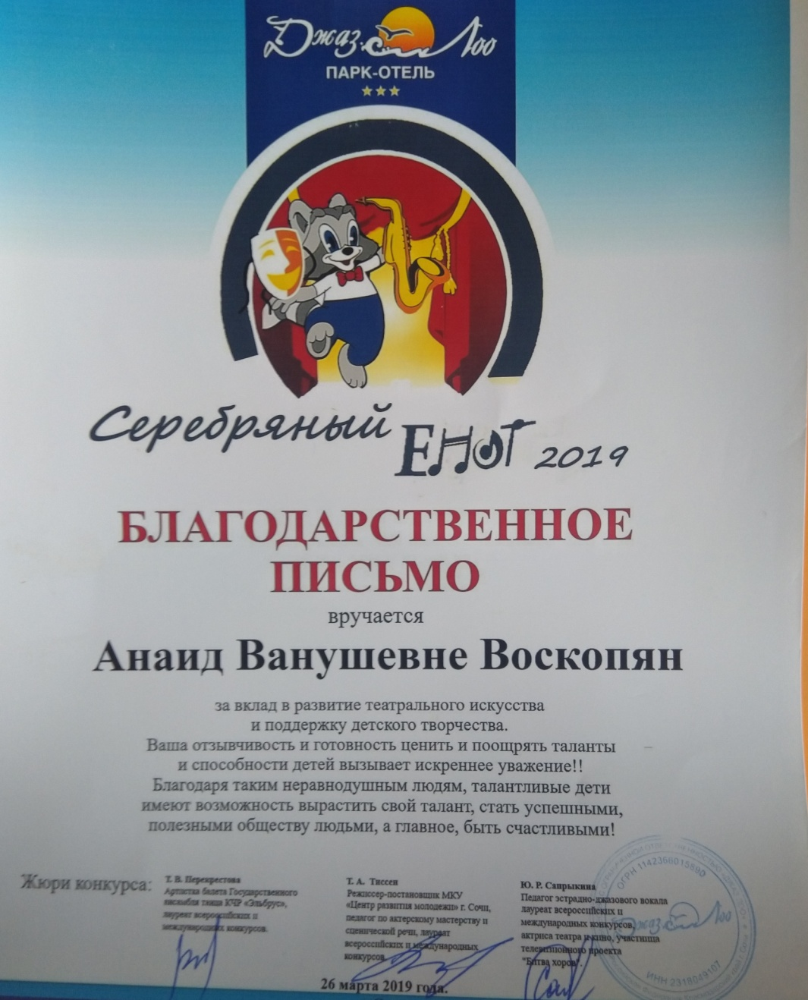 Джаз Лоо
ПАРК-ОТЕЛЬ
Серебряный ЕНОТ 2019
БЛАГОДАРСТВЕННОЕ
ПИСЬМО
вручается
Анаид Ванушевне Воскопян
за вклад в развитие театрального искусства
и поддержку детского творчества.
Ваша отзывчивость и готовность ценить и поощрять таланты
и способности детей вызывает искреннее уважение!!
Благодаря таким неравнодушным людям, талантливые дети
имеют возможность вырастить свой талант, стать успешными,
полезными обществу людьми, а главное, быть счастливыми!
Жюри конкурса:
Т. В. Перекрестова
Артистка балета Государственного
ансамбля танца КЧР «Эльбрус»,
лауреат всероссийских и
международных конкурсов.
Т. А. Тиссен
Режиссер-постановщик МКУ
«Центр развития молодежи» г. Сочи,
педагог по актерскому мастерству и
сценической речи, лауреат
всероссийских и международных
конкурсов
Ю. Р. Сапрыкина
Педагог эстрадно-джазового вокала
лауреат всероссийских и
международных конкурсов,
актриса театра и кино, участница
телевизионного проекта
"Битва хоров".
ОГРН 1142366015890
Джаз Лоо
ИНН 2318049107
26 марта 2019 года.